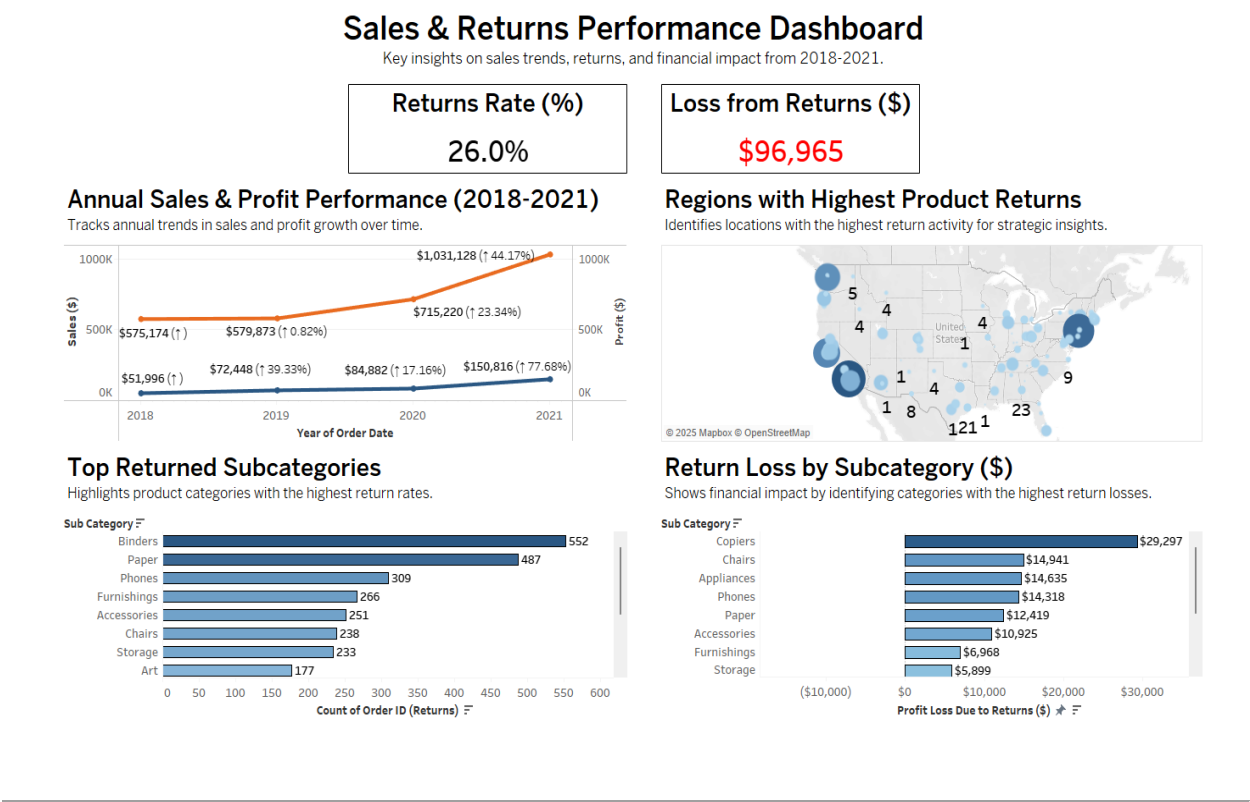 Sales & Returns Performance Dashboard
Key insights on sales trends, returns, and financial impact from 2018-2021.
Returns Rate (%)
26.0%
Loss from Returns ($)
$96,965
Annual Sales & Profit Performance (2018-2021)
Tracks annual trends in sales and profit growth over time.
Sales ($)
1000K
500K
0K
$575,174 (↑ )
$579,873 (↑ 0.82%)
$715,220 (↑ 23.34%)
$1,031,128 (↑ 44.17%)
$51,996 (↑ )
$72,448 (↑ 39.33%)
$84,882 (↑ 17.16%)
$150,816 (↑ 77.68%)
1000K
500K
0K
Profit ($)
2018 2019 2020 2021
Year of Order Date
Regions with Highest Product Returns
Identifies locations with the highest return activity for strategic insights.
5
4
4
4
United
States
1
1
4
9
1
8
23
121
1
© 2025 Mapbox © OpenStreetMap
Top Returned Subcategories
Highlights product categories with the highest return rates.
Sub Category
Binders 552
Paper 487
Phones 309
Furnishings 266
Accessories 251
Chairs 238
Storage 233
Art 177
0 50 100 150 200 250 300 350 400 450 500 550 600
Count of Order ID (Returns)
Return Loss by Subcategory ($)
Shows financial impact by identifying categories with the highest return losses.
Sub Category
Copiers $29,297
Chairs $14,941
Appliances $14,635
Phones $14,318
Paper $12,419
Accessories $10,925
Furnishings $6,968
Storage $5,899
($10,000) $0 $10,000 $20,000 $30,000
Profit Loss Due to Returns ($)